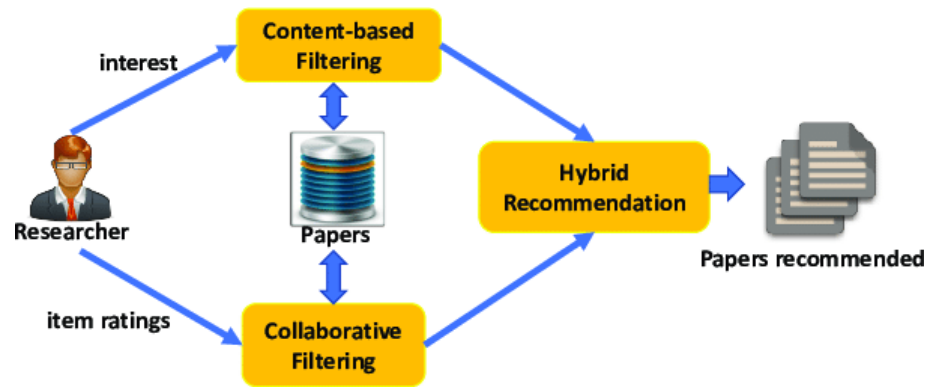 Content-based
Filtering
interest
Researcher
Papers
Hybrid
Recommendation
Papers recommended
item ratings
Collaborative
Filtering